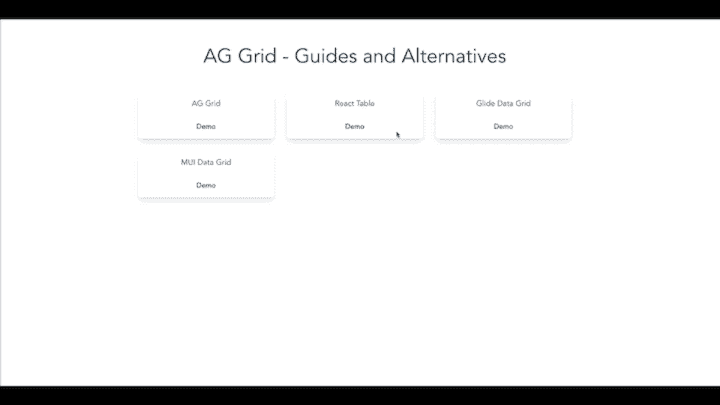 AG Grid - Guides and Alternatives
AG Grid
Demo
React Table
Demo
Glide Data Grid
Demo
MUI Data Grid
Demo